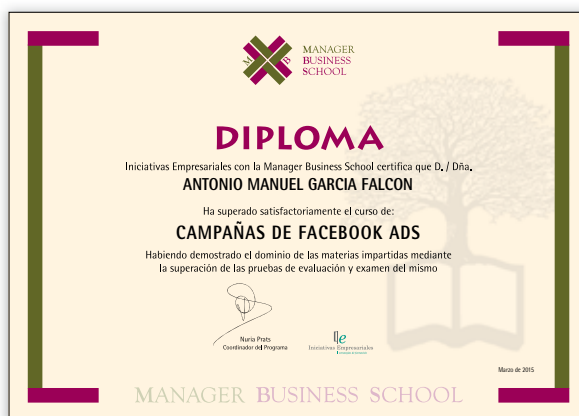 M B
MANAGER
BUSINESS
SCHOOL
DIPLOMA
Iniciativas Empresariales con la Manager Business School certifica que D. / Dña.
ANTONIO MANUEL GARCIA FALCON
Ha superado satisfactoriamente el curso de:
CAMPAÑAS DE FACEBOOK ADS
Habiendo demostrado el dominio de las materias impartidas mediante
la superación de las pruebas de evaluación y examen del mismo
Nuria Prats
Coordinador del Programa
Ie
Iniciativas Empresariales
Marzo de 2015
MANAGER BUSINESS SCHOOL